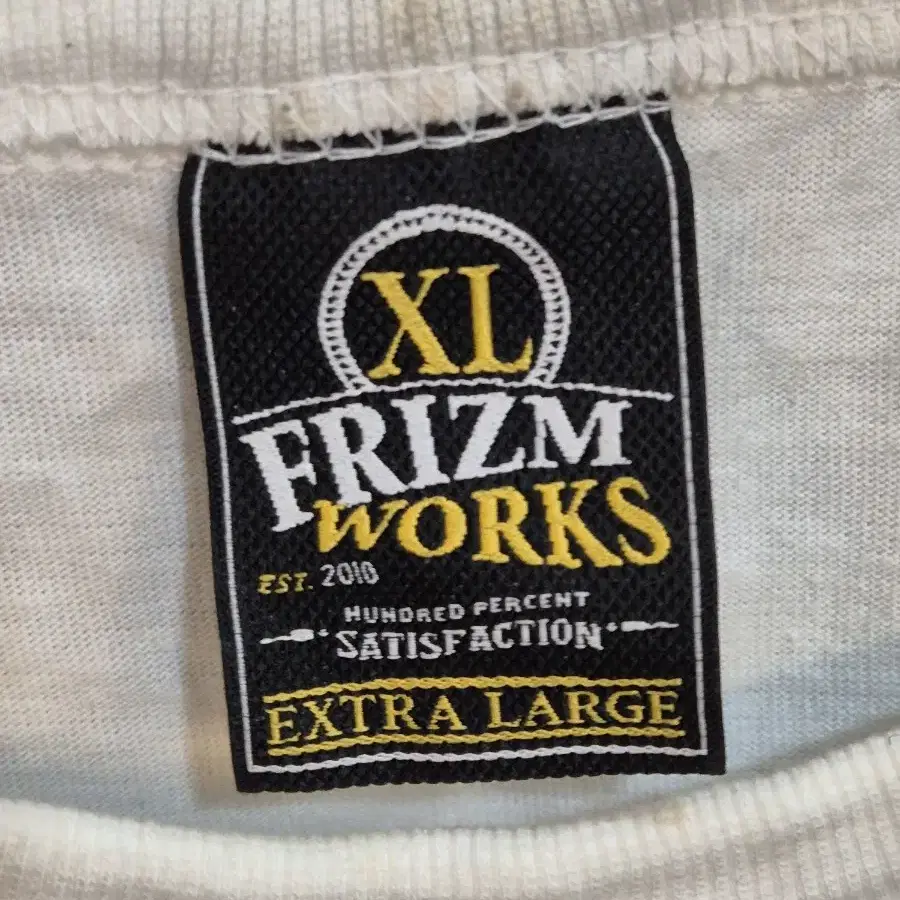 XL
FRIZM
WORKS
EST. 2010
HUNDRED PERCENT
SATISFACTION
EXTRA LARGE